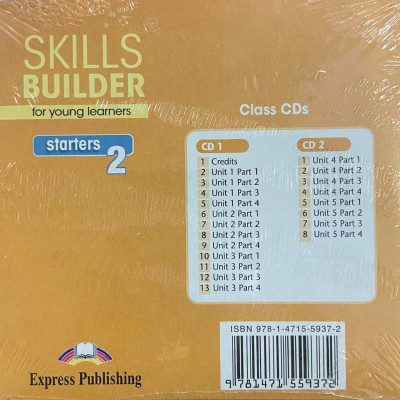 SKILLS
BUILDER
for young learners
starters 2
Class CDs
CD 1
1 Credits
2 Unit 1 Part 1
3 Unit 1 Part 2
4 Unit 1 Part 3
5 Unit 1 Part 4
6 Unit 2 Part 1
7 Unit 2 Part 2
8 Unit 2 Part 3
9 Unit 2 Part 4
10 Unit 3 Part 1
11 Unit 3 Part 2
12 Unit 3 Part 3
13 Unit 3 Part 4
CD 2
1 Unit 4 Part 1
2 Unit 4 Part 2
3 Unit 4 Part 3
4 Unit 4 Part 4
5 Unit 5 Part 1
6 Unit 5 Part 2
7 Unit 5 Part 3
8 Unit 5 Part 4
ISBN 978-1-4715-5937-2
9 781471 559372
Express Publishing